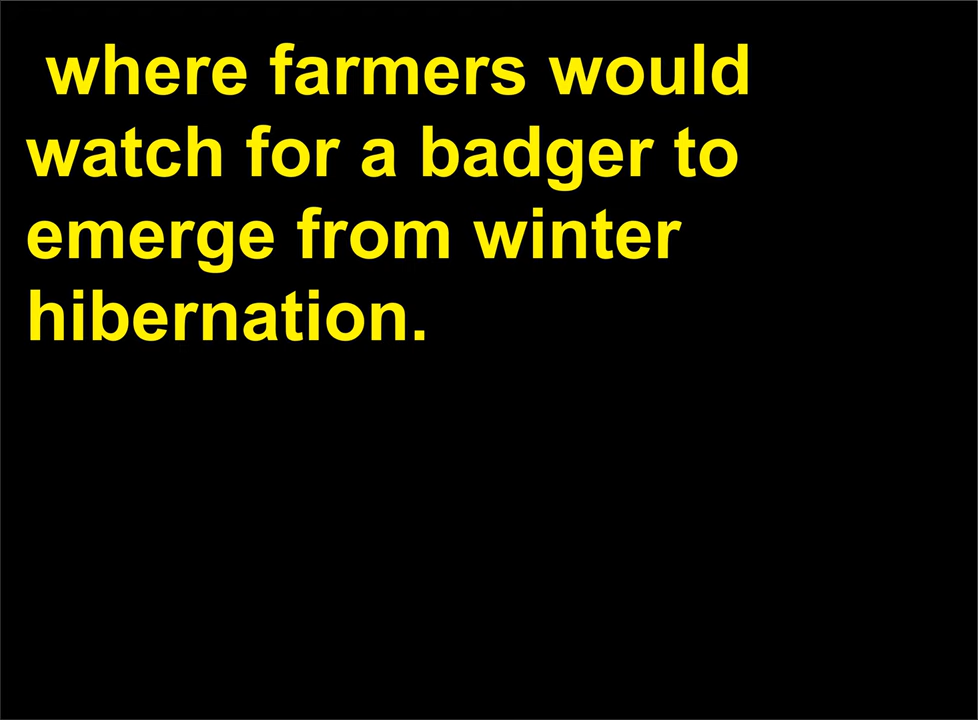 where farmers would
watch for a badger to
emerge from winter
hibernation.